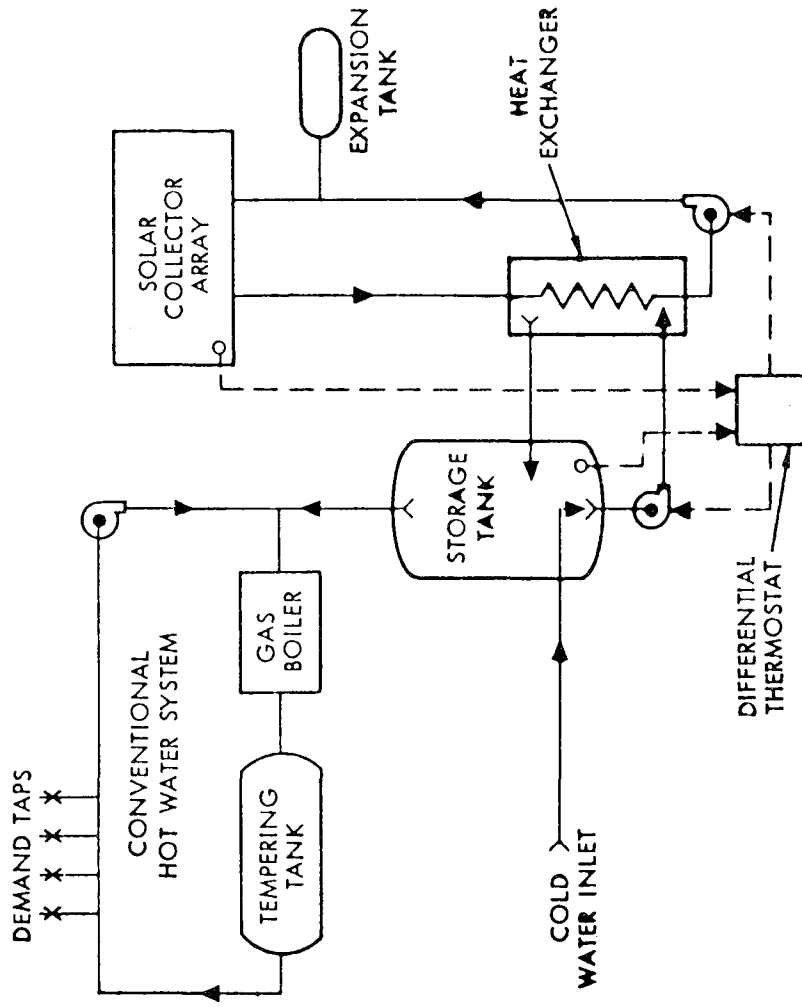 DEMAND TAPS
CONVENTIONAL
HOT WATER SYSTEM
TEMPERING
TANK
GAS
BOILER
SOLAR
COLLECTOR
ARRAY
EXPANSION
TANK
STORAGE
TANK
HEAT
EXCHANGER
COLD
WATER INLET
DIFFERENTIAL
THERMOSTAT